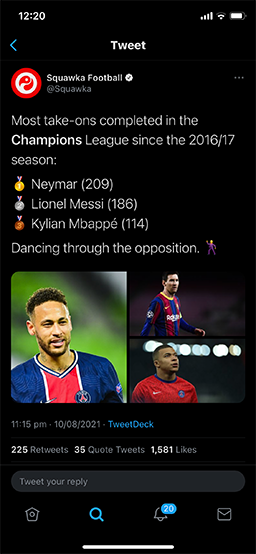 12:20
Tweet
Squawka Football
@Squawka
Most take-ons completed in the
Champions League since the 2016/17
season:
🥇 Neymar (209)
🥈 Lionel Messi (186)
🥉 Kylian Mbappé (114)
Dancing through the opposition. 🕺
11:15 pm · 10/08/2021 · TweetDeck
225 Retweets 35 Quote Tweets 1,581 Likes
Tweet your reply
20